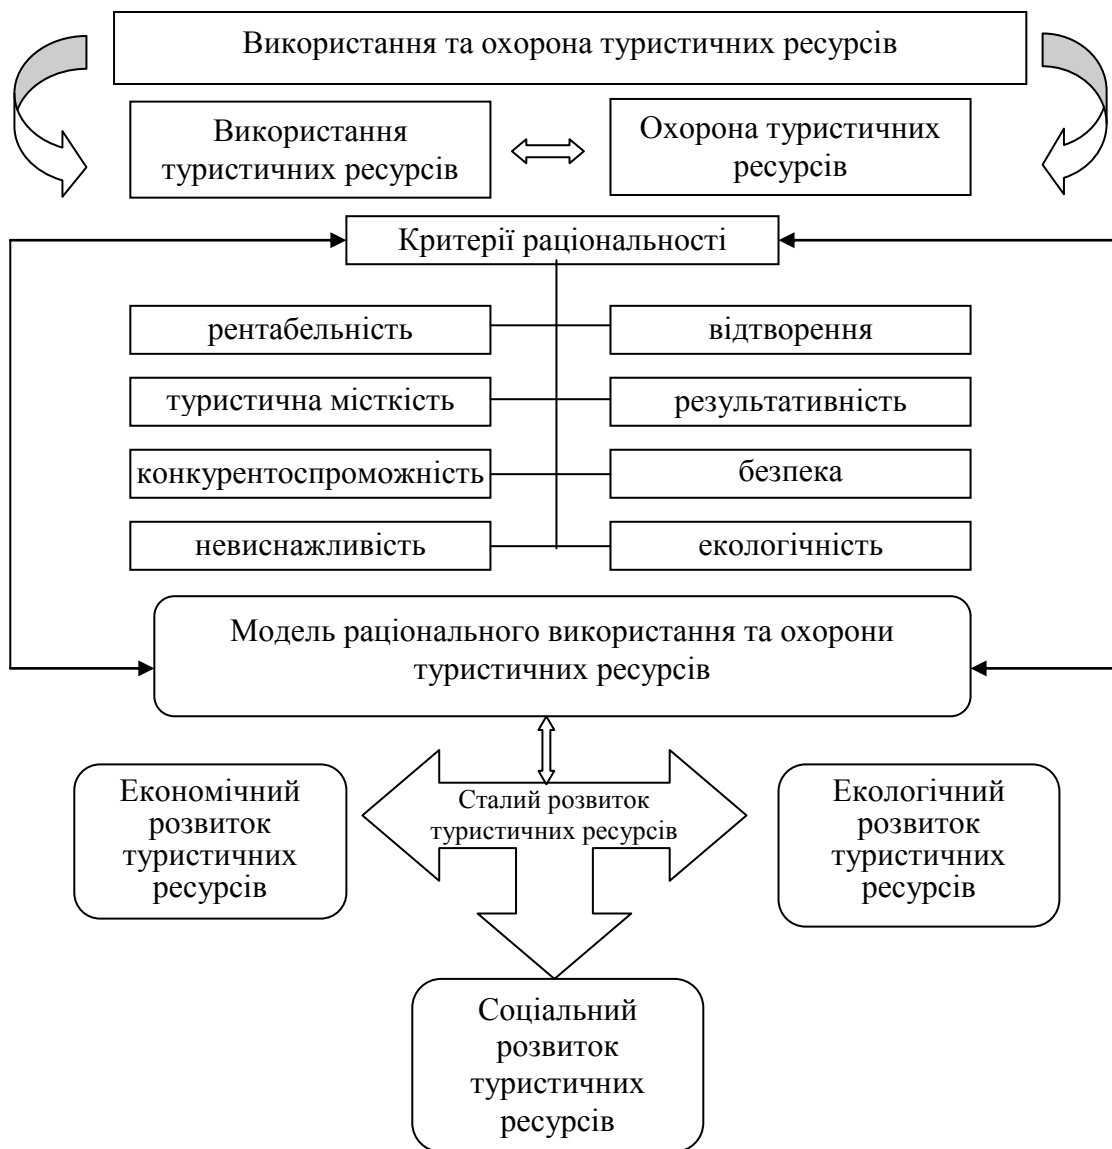 Використання та охорона туристичних ресурсів
Використання
туристичних ресурсів
Охорона туристичних
ресурсів
Критерії раціональності
рентабельність
відтворення
туристична місткість
результативність
конкурентоспроможність
безпека
невиснажливість
екологічність
Модель раціонального використання та охорони
туристичних ресурсів
Економічний
розвиток
туристичних
ресурсів
Сталий розвиток
туристичних ресурсів
Екологічний
розвиток
туристичних
ресурсів
Соціальний
розвиток
туристичних
ресурсів